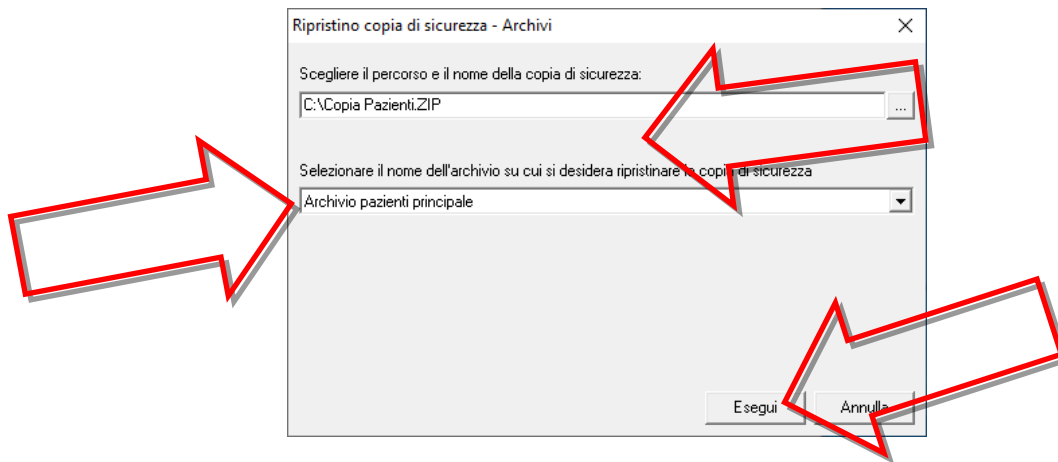 Ripristino copia di sicurezza - Archivi
Scegliere il percorso e il nome della copia di sicurezza:
C:\Copia Pazienti.ZIP
...
Selezionare il nome dell'archivio su cui si desidera ripristinare la copia di sicurezza
Archivio pazienti principale
Esegui Annulla